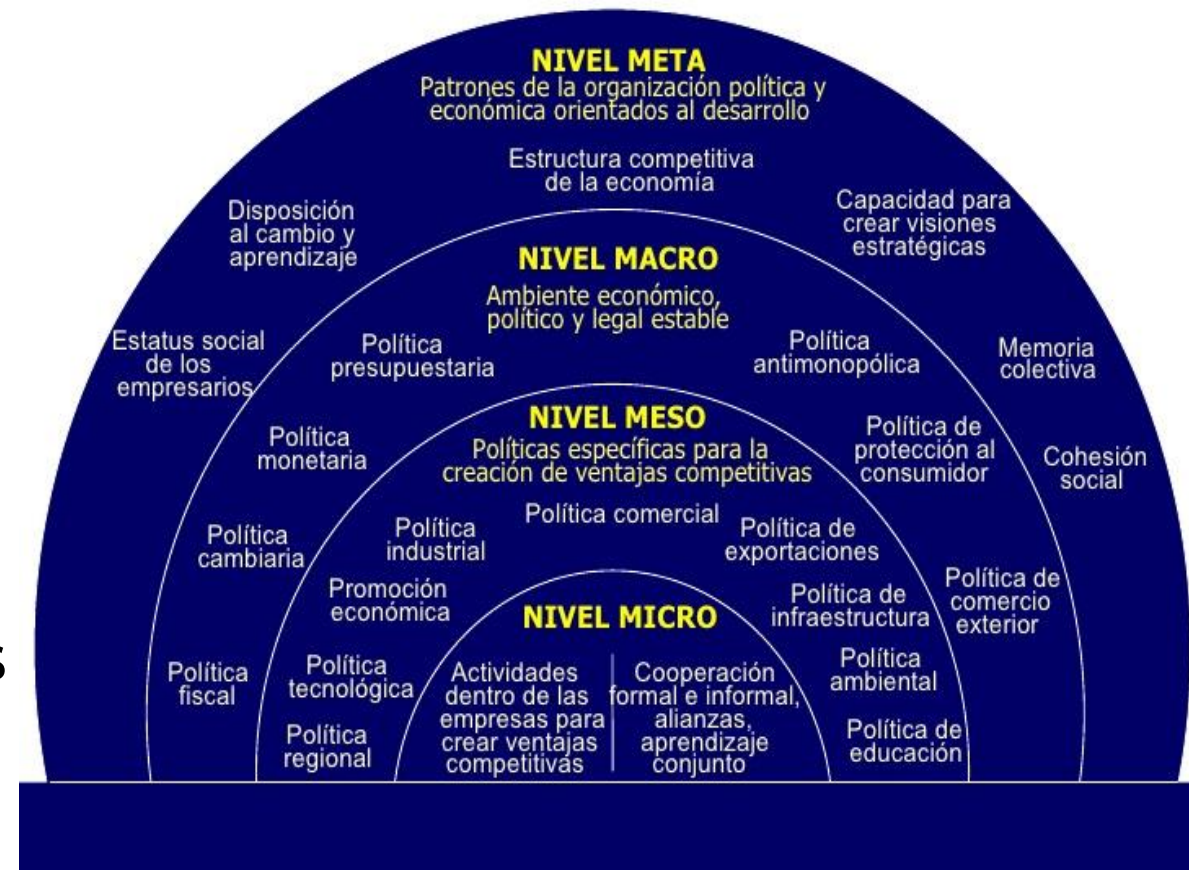 NIVEL META
Patrones de la organización política y
económica orientados al desarrollo
Estructura competitiva
de la economía
Disposición
al cambio y
aprendizaje
Capacidad para
crear visiones
estratégicas
Estatus social
de los
empresarios
Memoria
colectiva
Cohesión
social
NIVEL MACRO
Ambiente económico,
político y legal estable
Política
presupuestaria
Política
antimonopólica
Política
monetaria
Política de
protección al
consumidor
Política
cambiaria
Política de
comercio
exterior
Política
fiscal
NIVEL MESO
Políticas específicas para la
creación de ventajas competitivas
Política comercial
Política
industrial
Política de
exportaciones
Promoción
económica
Política de
infraestructura
Política
tecnológica
Política
ambiental
Política
regional
Política de
educación
NIVEL MICRO
Actividades
dentro de las
empresas para
crear ventajas
competitivas
Cooperación
formal e informal,
alianzas,
aprendizaje
conjunto
s